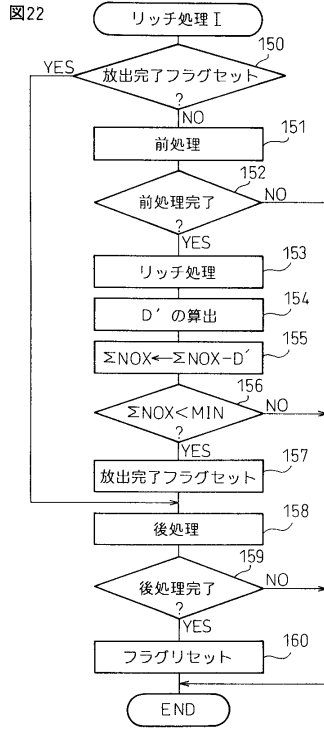 図22
リッチ処理 I
150
放出完了フラグセット
?
YES
NO
151
前処理
152
前処理完了
?
NO
YES
153
リッチ処理
154
D′の算出
155
ΣNOX←ΣNOX-D′
156
ΣNOX<MIN
?
NO
YES
157
放出完了フラグセット
158
後処理
159
後処理完了
?
NO
YES
160
フラグリセット
END